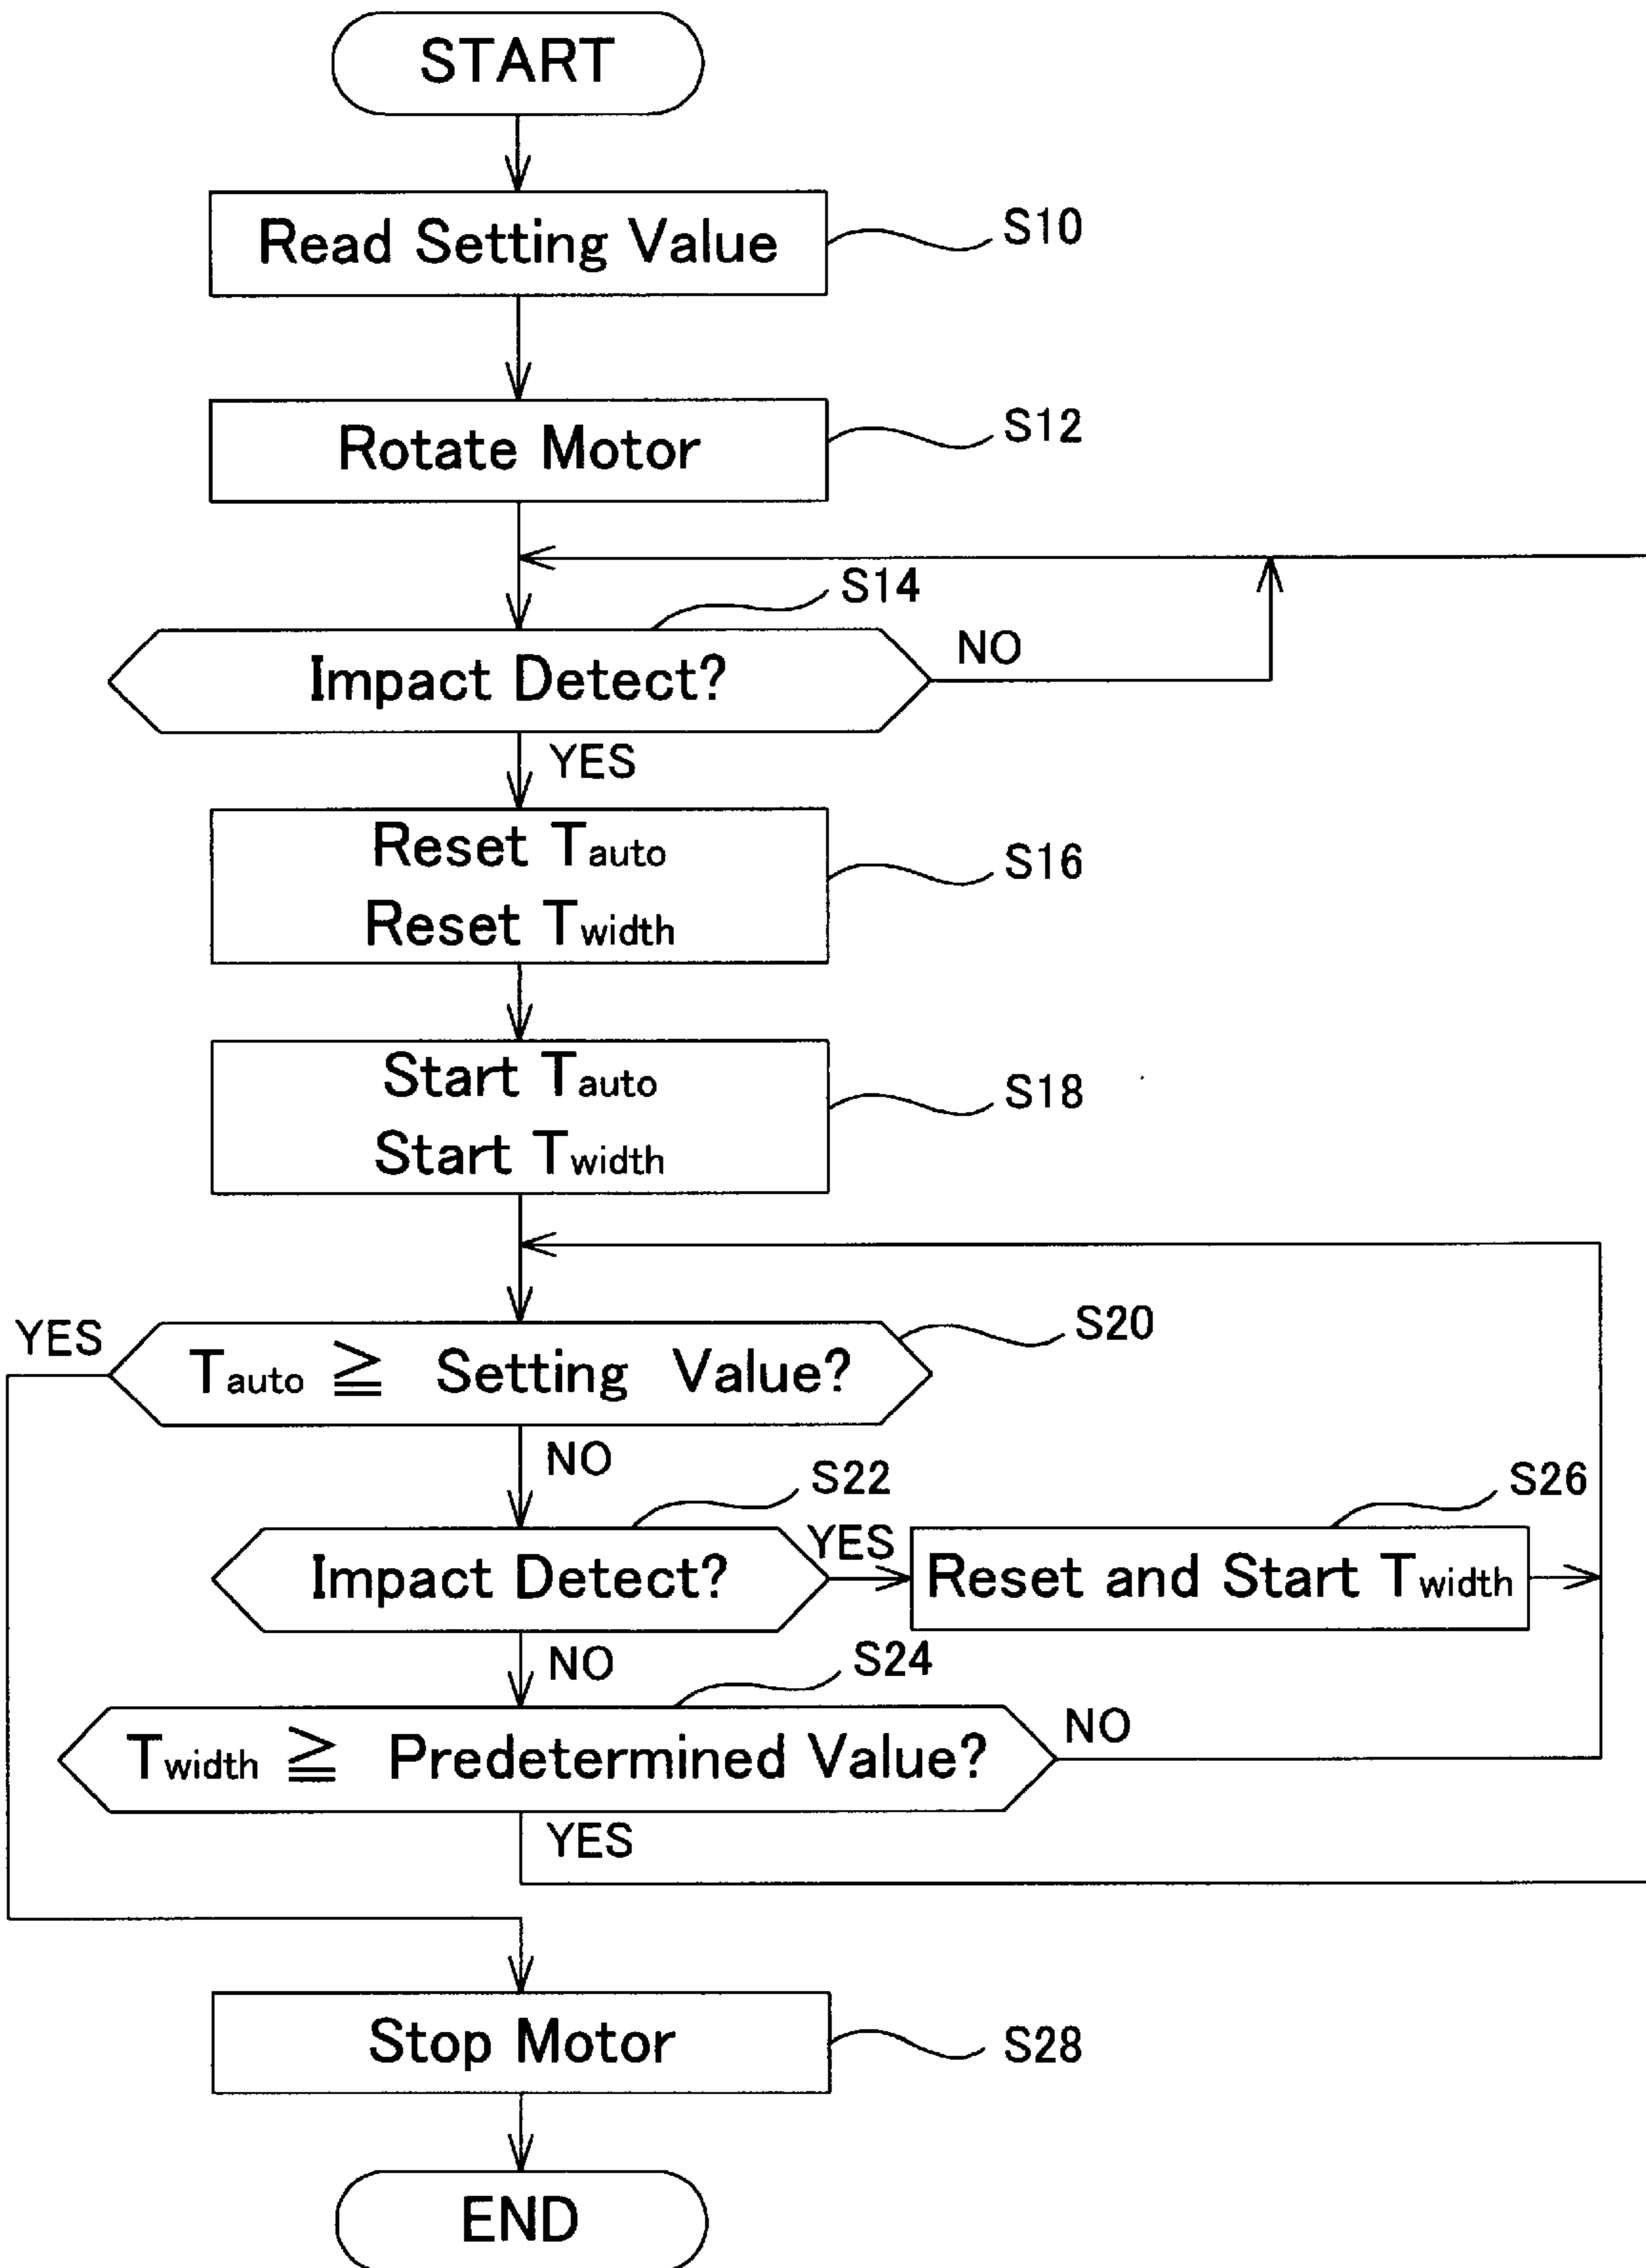 START
Read Setting Value
S10
Rotate Motor
S12
S14
Impact Detect?
NO
YES
Reset Tauto
Reset Twidth
S16
Start Tauto
Start Twidth
S18
YES
Tauto ≧ Setting Value?
S20
NO
S22
Impact Detect?
YES
S26
Reset and Start Twidth
NO
S24
Twidth ≧ Predetermined Value?
NO
YES
Stop Motor
S28
END